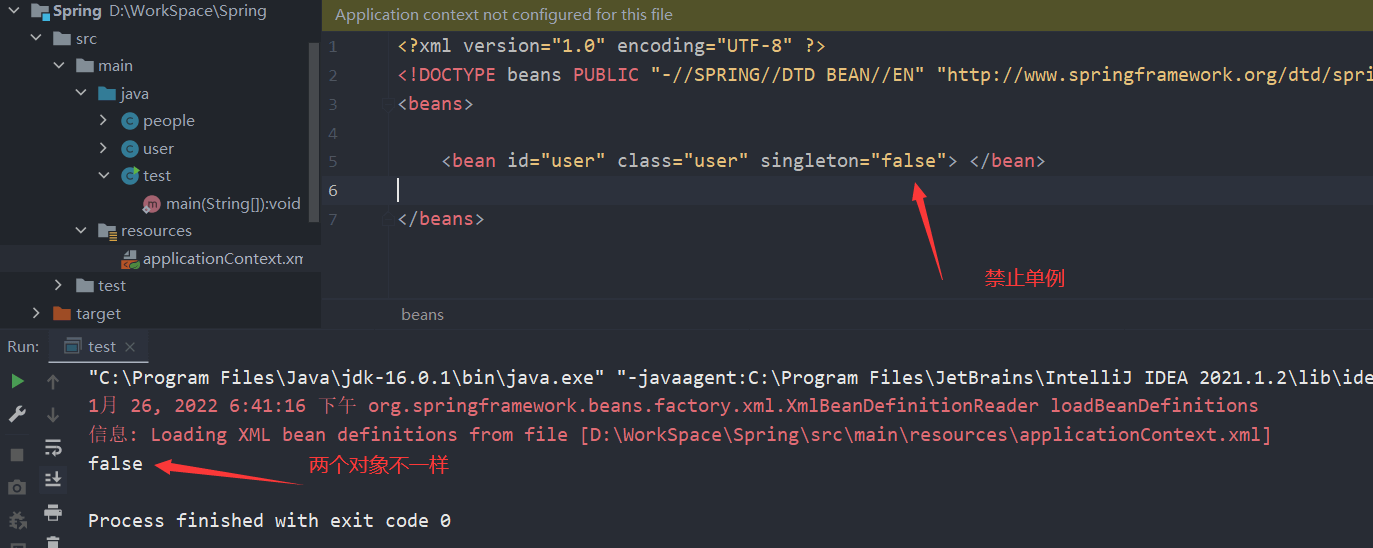 Spring D:\WorkSpace\Spring
src
main
java
people
user
test
main(String[]):void
resources
applicationContext.xm
test
target
Application context not configured for this file
1 <?xml version="1.0" encoding="UTF-8" ?>
2 <!DOCTYPE beans PUBLIC "-//SPRING//DTD BEAN//EN" "http://www.springframework.org/dtd/spri
3 <beans>
4
5 <bean id="user" class="user" singleton="false"> </bean>
6
7 </beans>
禁止单例
beans
Run: test
"C:\Program Files\Java\jdk-16.0.1\bin\java.exe" "-javaagent:C:\Program Files\JetBrains\IntelliJ IDEA 2021.1.2\lib\ide
1月 26, 2022 6:41:16 下午 org.springframework.beans.factory.xml.XmlBeanDefinitionReader loadBeanDefinitions
信息: Loading XML bean definitions from file [D:\WorkSpace\Spring\src\main\resources\applicationContext.xml]
false 两个对象不一样
Process finished with exit code 0